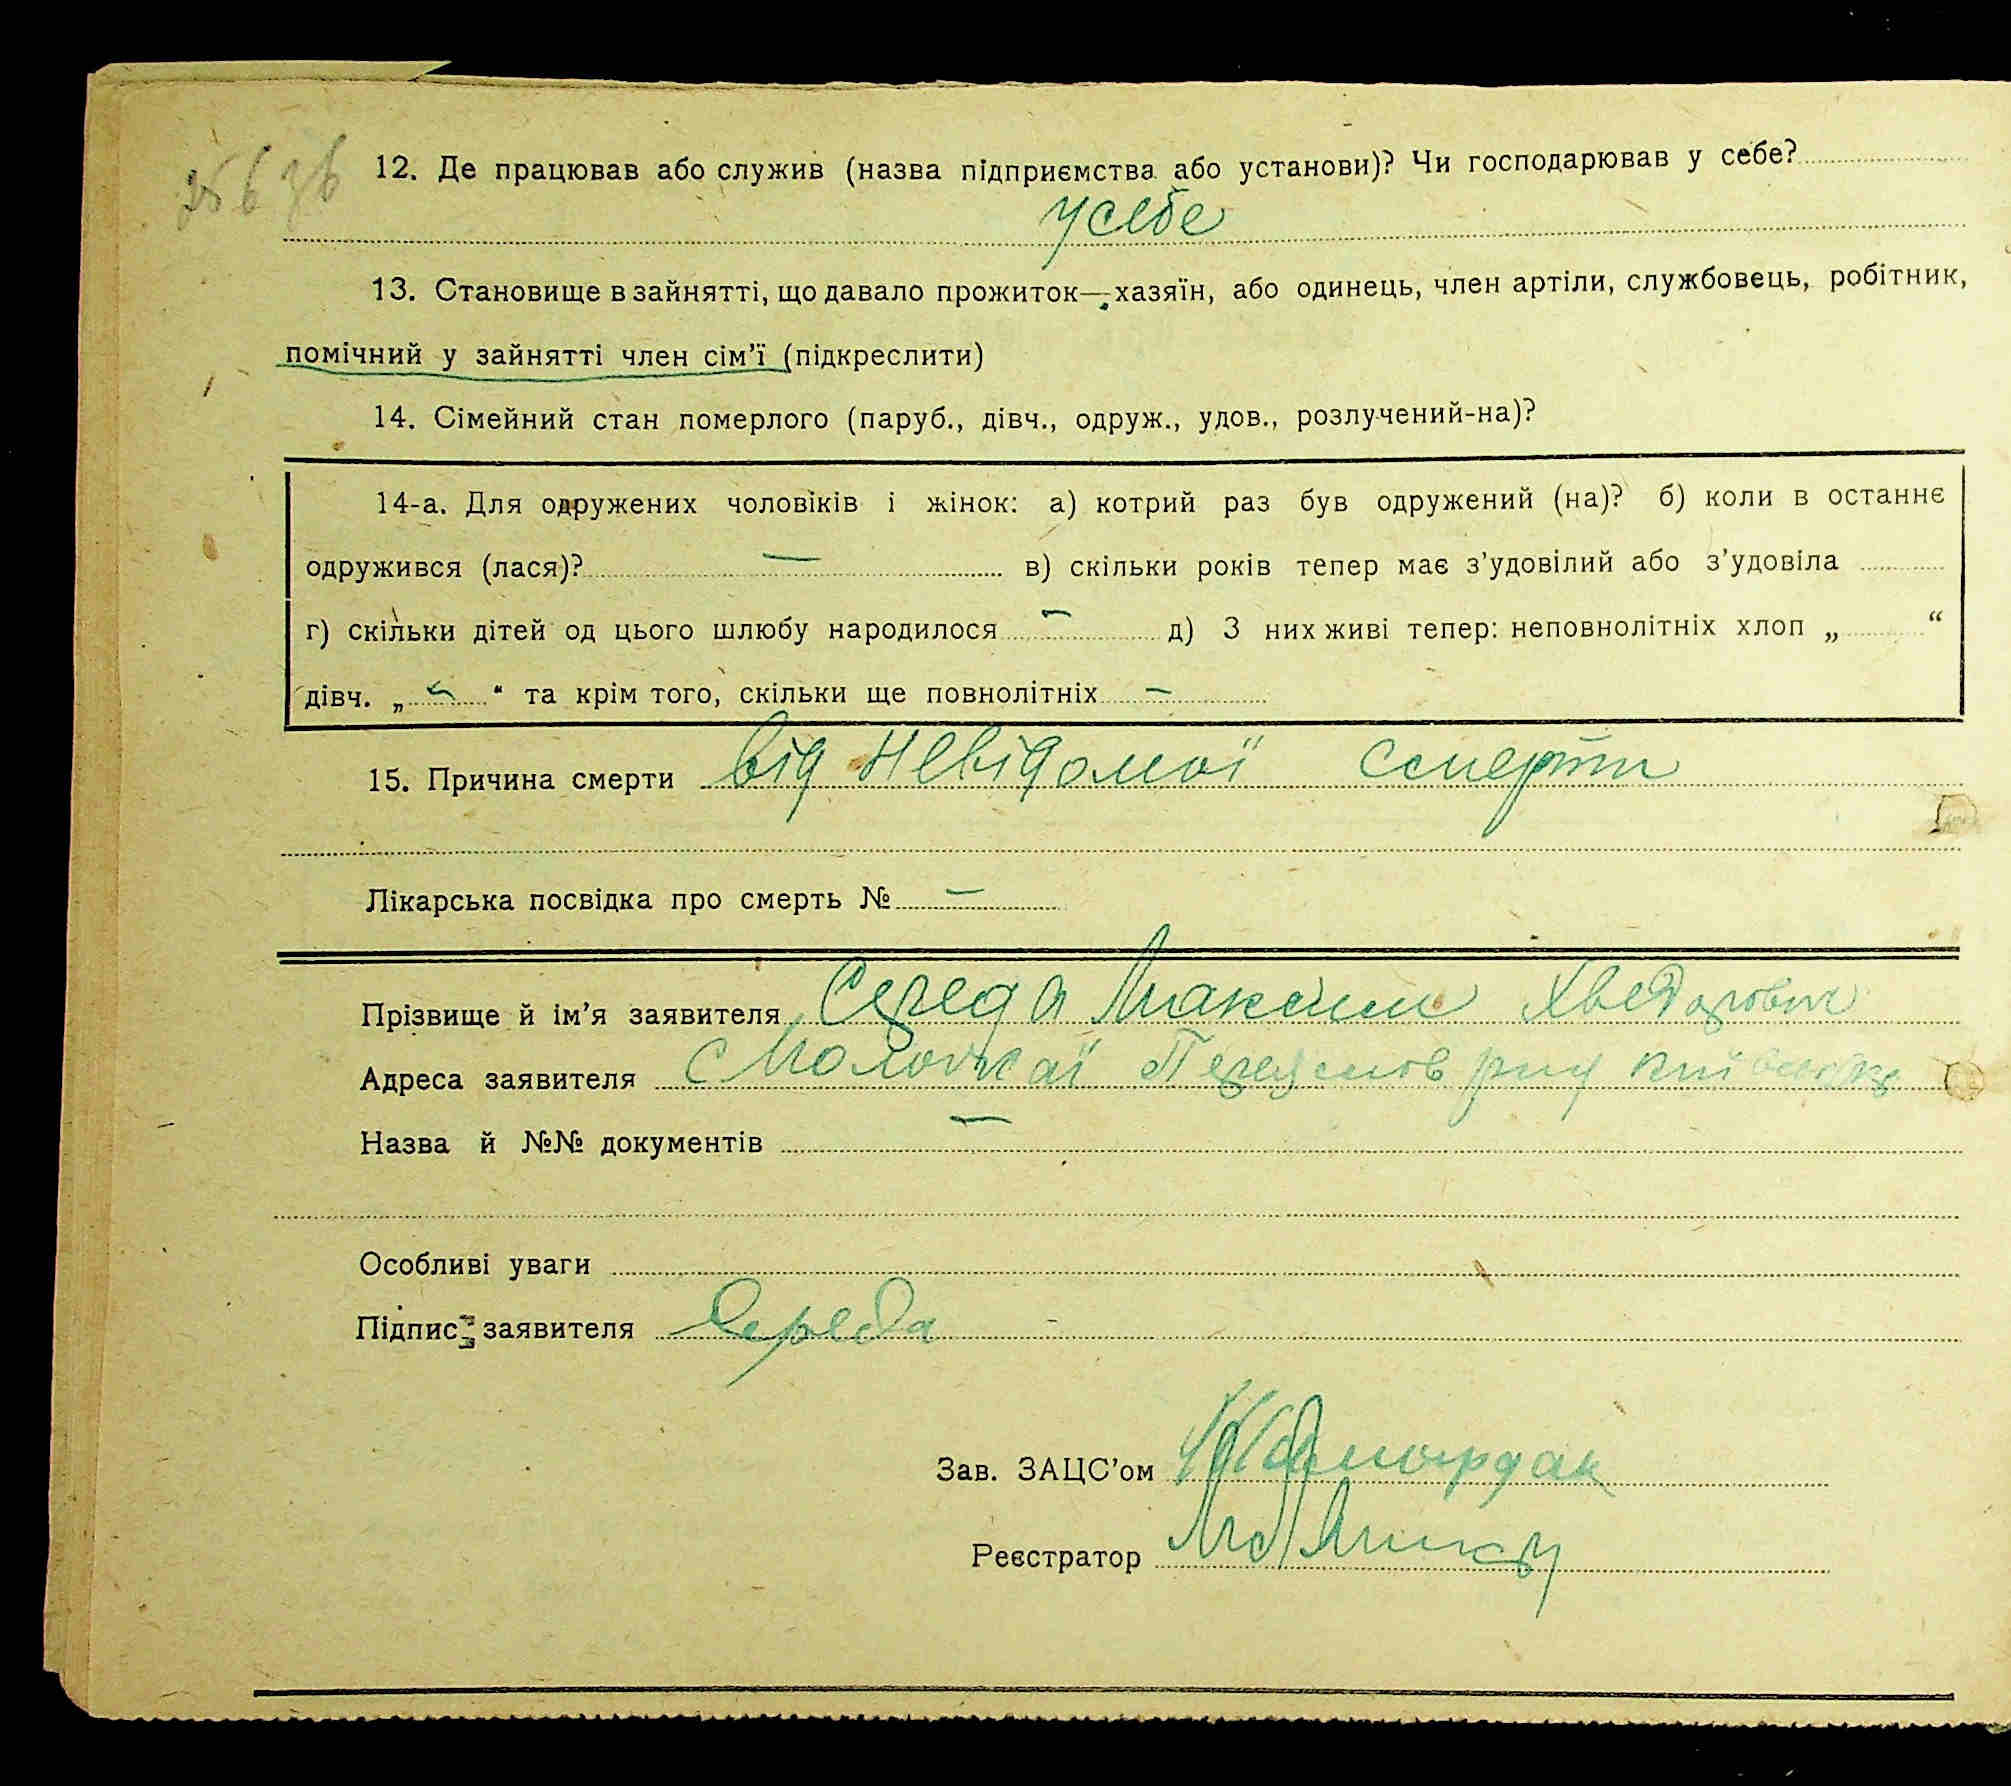 12. Де працював або служив (назва підприємства або установи)? Чи господарював у себе?
у себе
13. Становище в зайнятті, що давало прожиток—хазяїн, або одинець, член артіли, службовець, робітник,
помічний у зайнятті член сім’ї (підкреслити)
14. Сімейний стан померлого (паруб., дівч., одруж., удов., розлучений-на)?
14-а. Для одружених чоловіків і жінок: а) котрий раз був одружений (на)? б) коли в останнє
одружився (лася)? — в) скільки років тепер має з’удовілий або з’удовіла
г) скільки дітей од цього шлюбу народилося — д) З них живі тепер: неповнолітніх хлоп „ “
дівч. „ — “ та крім того, скільки ще повнолітніх —
15. Причина смерти від невідомої смерти
Лікарська посвідка про смерть № —
Прізвище й ім’я заявителя Середа Максим Хведорович
Адреса заявителя с
Назва й №№ документів —
Особливі уваги
Підпис заявителя Середа
Зав. ЗАЦС’ом
Реєстратор